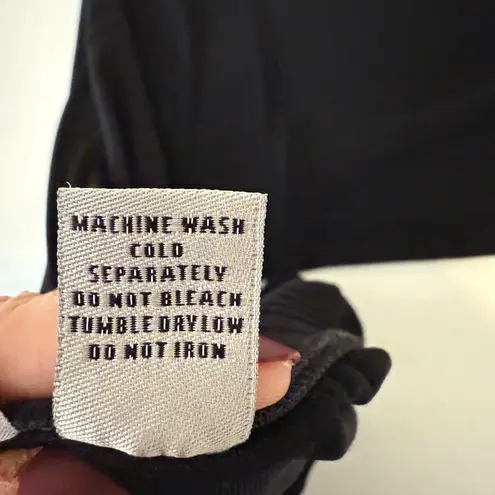 MACHINE WASH
COLD
SEPARATELY
DO NOT BLEACH
TUMBLE DRY LOW
DO NOT IRON